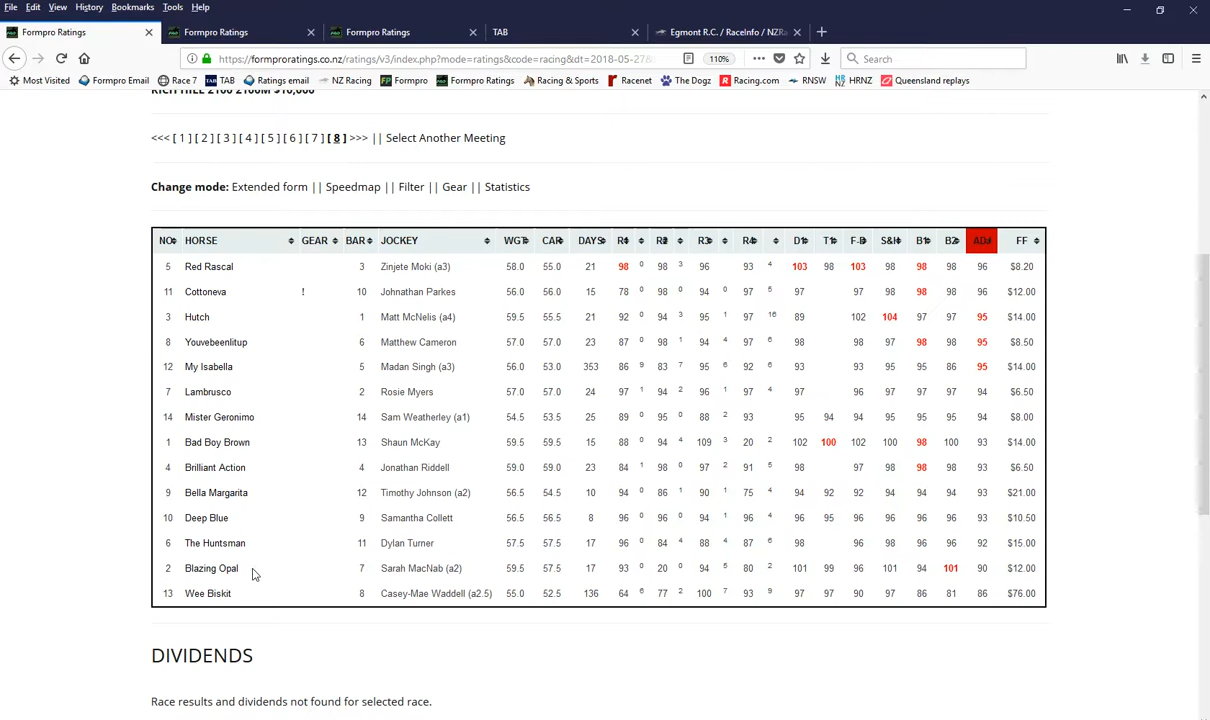 File Edit View History Bookmarks Tools Help
Formpro Ratings Formpro Ratings Formpro Ratings TAB Egmont R.C. / RaceInfo / NZRa
https://formproratings.co.nz/ratings/v3/index.php?mode=ratings&code=racing&dt=2018-05-27& 110% Search
Most Visited Formpro Email Race 7 TAB Ratings email NZ Racing Formpro Formpro Ratings Racing & Sports Racenet The Dogz Racing.com RNSW HRNZ Queensland replays
RICH HILL 2100 2100M $10,000
<<< [ 1 ] [ 2 ] [ 3 ] [ 4 ] [ 5 ] [ 6 ] [ 7 ] [ 8 ] >>> || Select Another Meeting
Change mode: Extended form || Speedmap || Filter || Gear || Statistics
NO HORSE GEAR BAR JOCKEY WGT CAR DAYS R1 R2 R3 R4 D1 T1 F-D S&H B1 B2 ADJ FF
5 Red Rascal 3 Zinjete Moki (a3) 58.0 55.0 21 98 0 98 3 96 93 4 103 98 103 98 98 98 96 $8.20
11 Cottoneva ! 10 Johnathan Parkes 56.0 56.0 15 78 0 98 0 94 0 97 5 97 97 98 98 98 96 $12.00
3 Hutch 1 Matt McNelis (a4) 59.5 55.5 21 92 0 94 3 95 1 97 16 89 102 104 97 97 95 $14.00
8 Youvebeenlitup 6 Matthew Cameron 57.0 57.0 23 87 0 98 1 94 4 97 6 98 98 97 98 98 95 $8.50
12 My Isabella 5 Madan Singh (a3) 56.0 53.0 353 86 9 83 7 95 6 92 6 93 93 95 95 86 95 $14.00
7 Lambrusco 2 Rosie Myers 57.0 57.0 24 97 1 94 2 96 1 97 4 97 96 97 97 97 94 $6.50
14 Mister Geronimo 14 Sam Weatherley (a1) 54.5 53.5 25 89 0 95 0 88 2 93 95 94 94 95 95 95 94 $8.00
1 Bad Boy Brown 13 Shaun McKay 59.5 59.5 15 88 0 94 4 109 3 20 2 102 100 102 100 98 100 93 $14.00
4 Brilliant Action 4 Jonathan Riddell 59.0 59.0 23 84 1 98 0 97 2 91 5 98 97 98 98 98 93 $6.50
9 Bella Margarita 12 Timothy Johnson (a2) 56.5 54.5 10 94 0 86 1 90 1 75 4 94 92 92 94 94 94 93 $21.00
10 Deep Blue 9 Samantha Collett 56.5 56.5 8 96 0 96 0 94 1 96 4 96 95 96 96 96 96 93 $10.50
6 The Huntsman 11 Dylan Turner 57.5 57.5 17 96 0 84 4 88 4 87 6 98 96 98 96 96 92 $15.00
2 Blazing Opal 7 Sarah MacNab (a2) 59.5 57.5 17 93 0 20 0 94 5 80 2 101 99 96 101 94 101 90 $12.00
13 Wee Biskit 8 Casey-Mae Waddell (a2.5) 55.0 52.5 136 64 6 77 2 100 7 93 9 97 97 90 97 86 81 86 $76.00
DIVIDENDS
Race results and dividends not found for selected race.